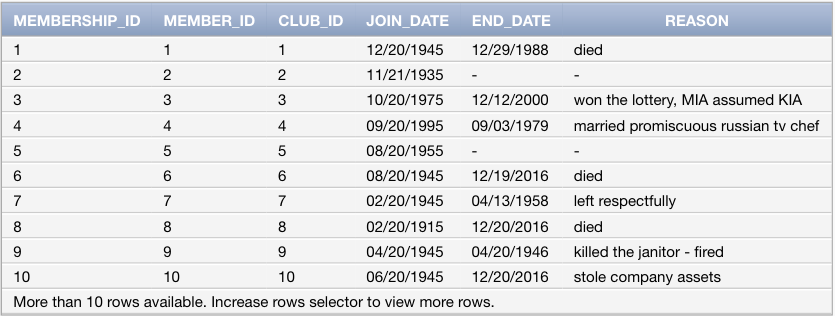 MEMBERSHIP_ID MEMBER_ID CLUB_ID JOIN_DATE END_DATE REASON
1 1 1 12/20/1945 12/29/1988 died
2 2 2 11/21/1935 - -
3 3 3 10/20/1975 12/12/2000 won the lottery, MIA assumed KIA
4 4 4 09/20/1995 09/03/1979 married promiscuous russian tv chef
5 5 5 08/20/1955 - -
6 6 6 08/20/1945 12/19/2016 died
7 7 7 02/20/1945 04/13/1958 left respectfully
8 8 8 02/20/1915 12/20/2016 died
9 9 9 04/20/1945 04/20/1946 killed the janitor - fired
10 10 10 06/20/1945 12/20/2016 stole company assets
More than 10 rows available. Increase rows selector to view more rows.